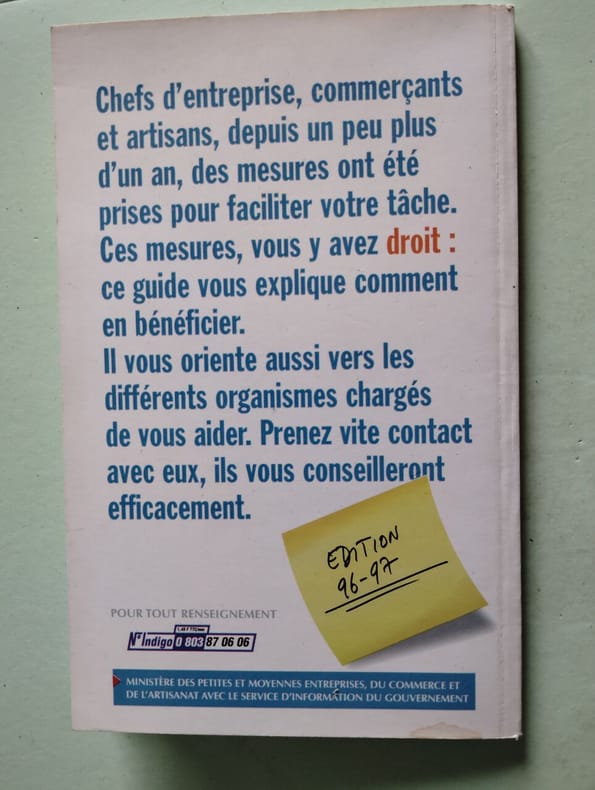 Chefs d'entreprise, commerçants
et artisans, depuis un peu plus
d'un an, des mesures ont été
prises pour faciliter votre tâche.
Ces mesures, vous y avez droit :
ce guide vous explique comment
en bénéficier.
Il vous oriente aussi vers les
différents organismes chargés
de vous aider. Prenez vite contact
avec eux, ils vous conseilleront
efficacement.
EDITION
96-97
POUR TOUT RENSEIGNEMENT
N° Indigo 0 803 87 06 06
MINISTÈRE DES PETITES ET MOYENNES ENTREPRISES, DU COMMERCE ET
DE L'ARTISANAT AVEC LE SERVICE D'INFORMATION DU GOUVERNEMENT